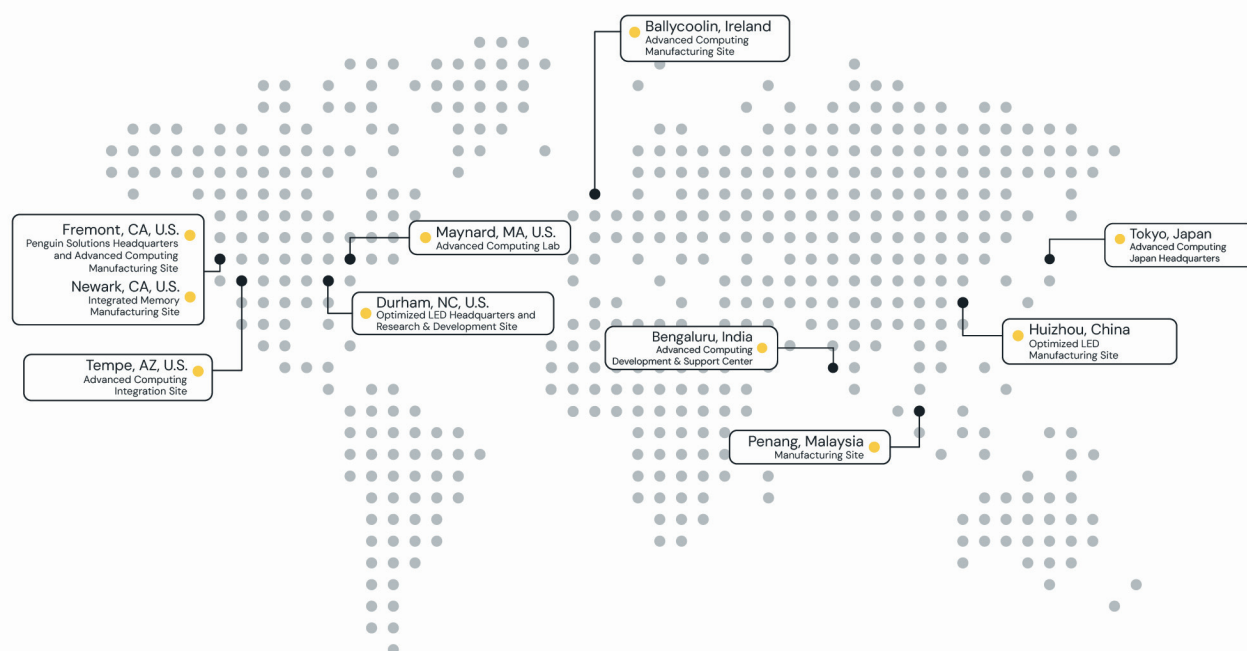 Ballycoolin, Ireland
Advanced Computing
Manufacturing Site
Fremont, CA, U.S.
Penguin Solutions Headquarters
and Advanced Computing
Manufacturing Site
Newark, CA, U.S.
Integrated Memory
Manufacturing Site
Maynard, MA, U.S.
Advanced Computing Lab
Tokyo, Japan
Advanced Computing
Japan Headquarters
Durham, NC, U.S.
Optimized LED Headquarters and
Research & Development Site
Huizhou, China
Optimized LED
Manufacturing Site
Bengaluru, India
Advanced Computing
Development & Support Center
Tempe, AZ, U.S.
Advanced Computing
Integration Site
Penang, Malaysia
Manufacturing Site